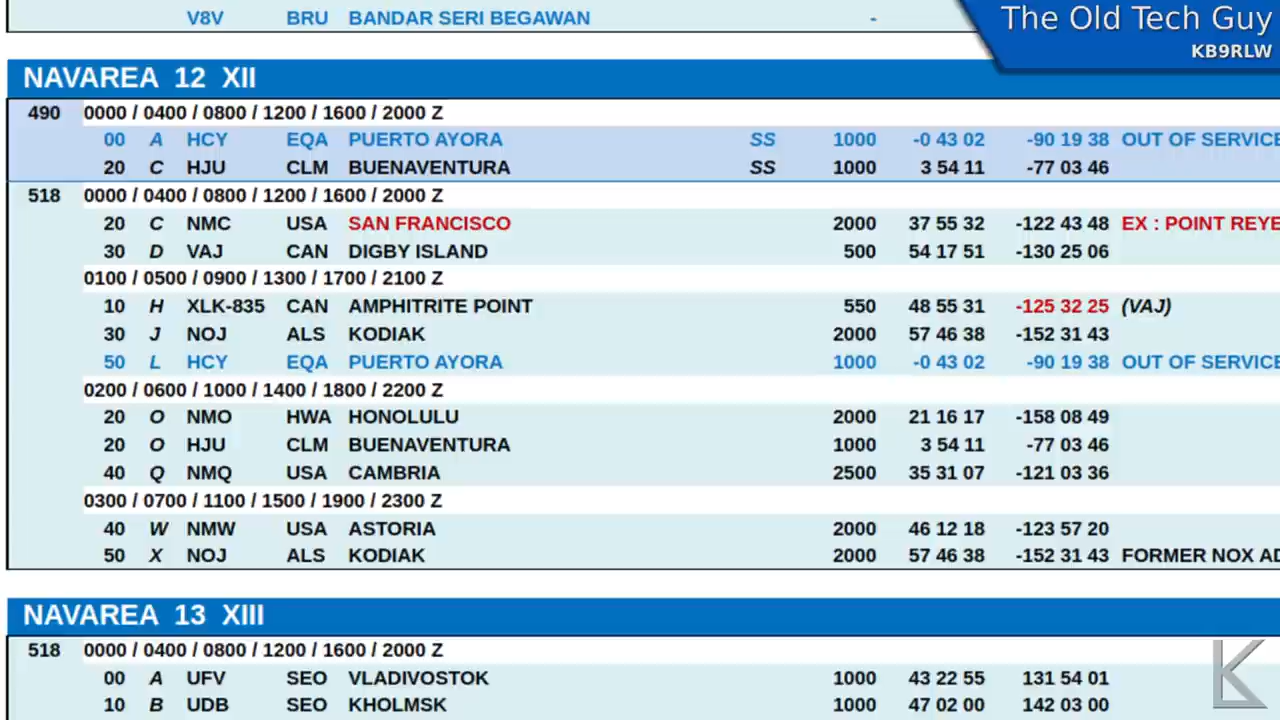 V8V BRU BANDAR SERI BEGAWAN -
The Old Tech Guy
KB9RLW
NAVAREA 12 XII
490 0000 / 0400 / 0800 / 1200 / 1600 / 2000 Z
00 A HCY EQA PUERTO AYORA SS 1000 -0 43 02 -90 19 38 OUT OF SERVICE
20 C HJU CLM BUENAVENTURA SS 1000 3 54 11 -77 03 46
518 0000 / 0400 / 0800 / 1200 / 1600 / 2000 Z
20 C NMC USA SAN FRANCISCO 2000 37 55 32 -122 43 48 EX : POINT REYE
30 D VAJ CAN DIGBY ISLAND 500 54 17 51 -130 25 06
0100 / 0500 / 0900 / 1300 / 1700 / 2100 Z
10 H XLK-835 CAN AMPHITRITE POINT 550 48 55 31 -125 32 25 (VAJ)
30 J NOJ ALS KODIAK 2000 57 46 38 -152 31 43
50 L HCY EQA PUERTO AYORA 1000 -0 43 02 -90 19 38 OUT OF SERVICE
0200 / 0600 / 1000 / 1400 / 1800 / 2200 Z
20 O NMO HWA HONOLULU 2000 21 16 17 -158 08 49
20 O HJU CLM BUENAVENTURA 1000 3 54 11 -77 03 46
40 Q NMQ USA CAMBRIA 2500 35 31 07 -121 03 36
0300 / 0700 / 1100 / 1500 / 1900 / 2300 Z
40 W NMW USA ASTORIA 2000 46 12 18 -123 57 20
50 X NOJ ALS KODIAK 2000 57 46 38 -152 31 43 FORMER NOX AD
NAVAREA 13 XIII
518 0000 / 0400 / 0800 / 1200 / 1600 / 2000 Z
00 A UFV SEO VLADIVOSTOK 1000 43 22 55 131 54 01
10 B UDB SEO KHOLMSK 1000 47 02 00 142 03 00
K